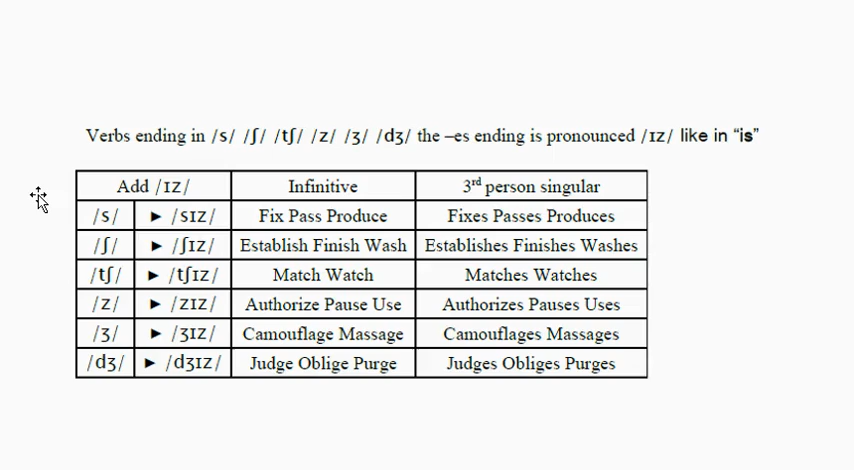 Verbs ending in /s/ /ʃ/ /tʃ/ /z/ /ʒ/ /dʒ/ the –es ending is pronounced /ɪz/ like in “is”
Add /ɪz/ Infinitive 3rd person singular
/s/ ► /sɪz/ Fix Pass Produce Fixes Passes Produces
/ʃ/ ► /ʃɪz/ Establish Finish Wash Establishes Finishes Washes
/tʃ/ ► /tʃɪz/ Match Watch Matches Watches
/z/ ► /zɪz/ Authorize Pause Use Authorizes Pauses Uses
/ʒ/ ► /ʒɪz/ Camouflage Massage Camouflages Massages
/dʒ/ ► /dʒɪz/ Judge Oblige Purge Judges Obliges Purges